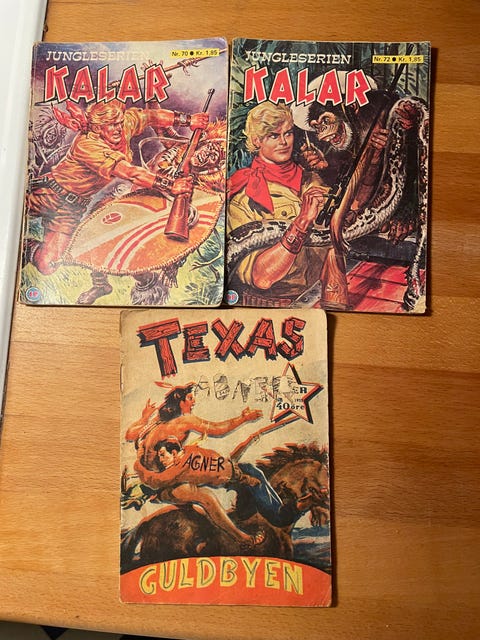 JUNGLESERIEN
Nr. 70 ● Kr. 1,85
KALAR
JUNGLESERIEN
Nr. 72 ● Kr. 1,85
KALAR
TEXAS
AGNER
40 øre
AGNER
GULDBYEN